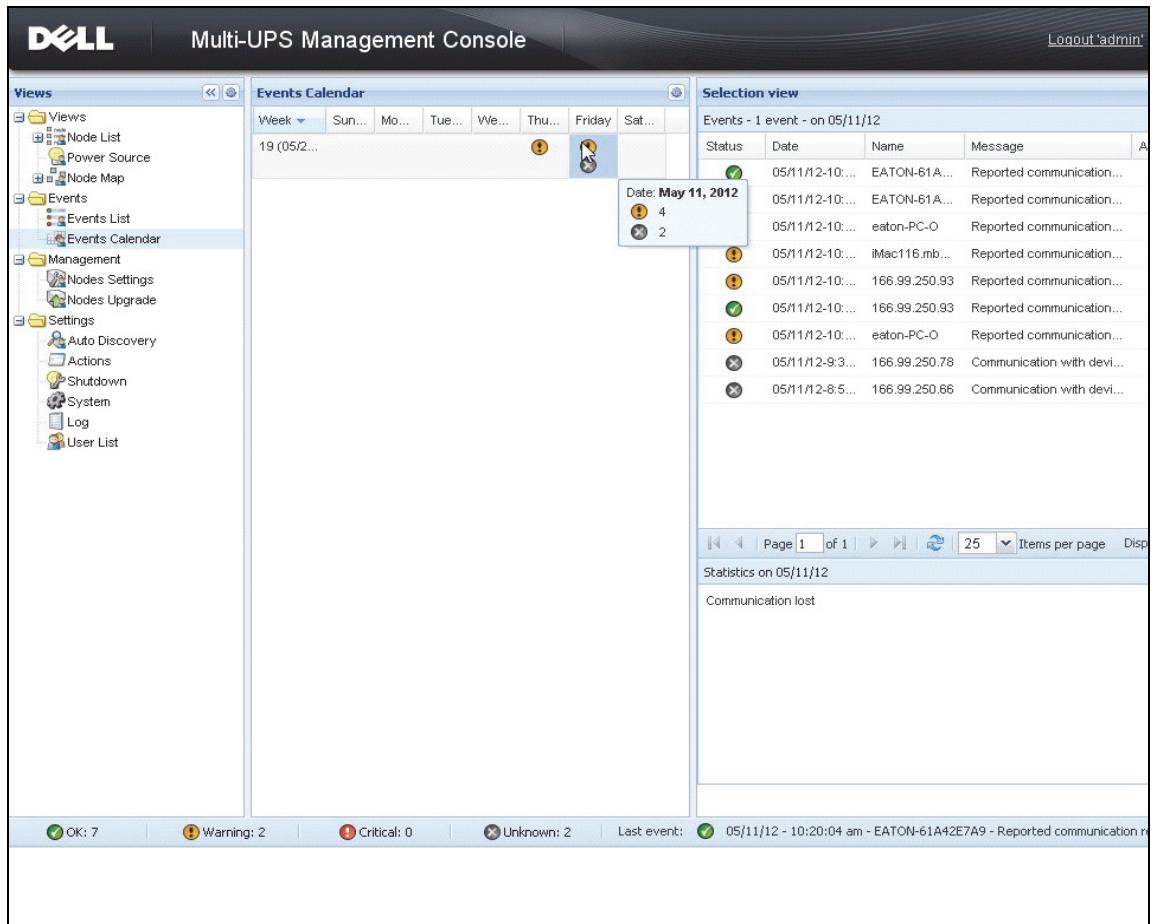 DELL Multi-UPS Management Console Logout 'admin'
Views
Views
Node List
Power Source
Node Map
Events
Events List
Events Calendar
Management
Nodes Settings
Nodes Upgrade
Settings
Auto Discovery
Actions
Shutdown
System
Log
User List
Events Calendar
Week Sun... Mo... Tue... We... Thu... Friday Sat...
19 (05/2...
Date: May 11, 2012
4
2
Selection view
Events - 1 event - on 05/11/12
Status Date Name Message A
05/11/12-10:... EATON-61A... Reported communication...
05/11/12-10:... EATON-61A... Reported communication...
05/11/12-10:... eaton-PC-O Reported communication...
05/11/12-10:... iMac116.mb... Reported communication...
05/11/12-10:... 166.99.250.93 Reported communication...
05/11/12-10:... 166.99.250.93 Reported communication...
05/11/12-10:... eaton-PC-O Reported communication...
05/11/12-9:3... 166.99.250.78 Communication with devi...
05/11/12-8:5... 166.99.250.66 Communication with devi...
Page 1 of 1 25 Items per page Disp
Statistics on 05/11/12
Communication lost
OK: 7 Warning: 2 Critical: 0 Unknown: 2 Last event: 05/11/12 - 10:20:04 am - EATON-61A42E7A9 - Reported communication re